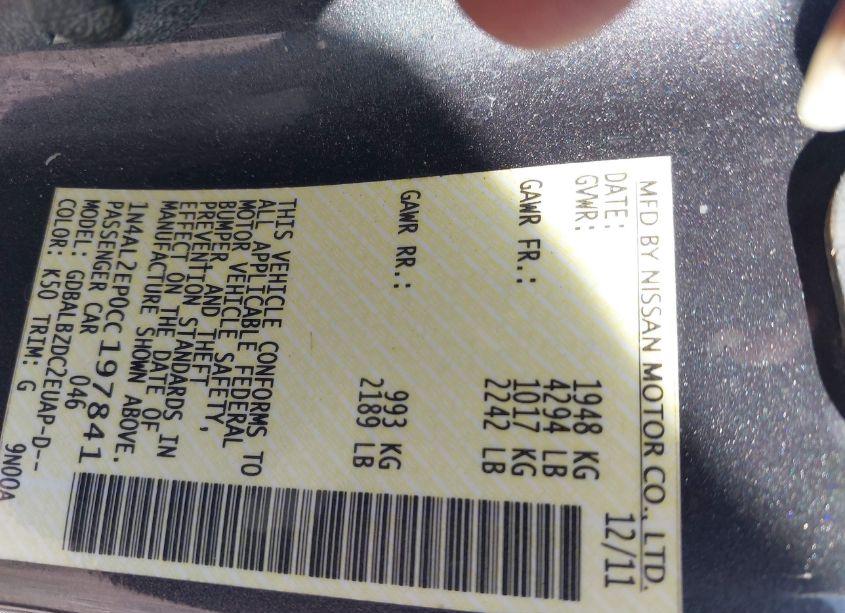 MFD BY NISSAN MOTOR CO., LTD.
DATE: 12/11
GVWR: 1948 KG
4294 LB
GAWR FR.: 1017 KG
2242 LB
GAWR RR.: 993 KG
2189 LB
THIS VEHICLE CONFORMS TO
ALL APPLICABLE FEDERAL
MOTOR VEHICLE SAFETY,
BUMPER, AND THEFT
PREVENTION STANDARDS IN
EFFECT ON THE DATE OF
MANUFACTURE SHOWN ABOVE.
1N4AL2EP0CC197841
PASSENGER CAR 046
MODEL: GDBALBZDC2EUAP-D--
COLOR: K50 TRIM: G
9N00A